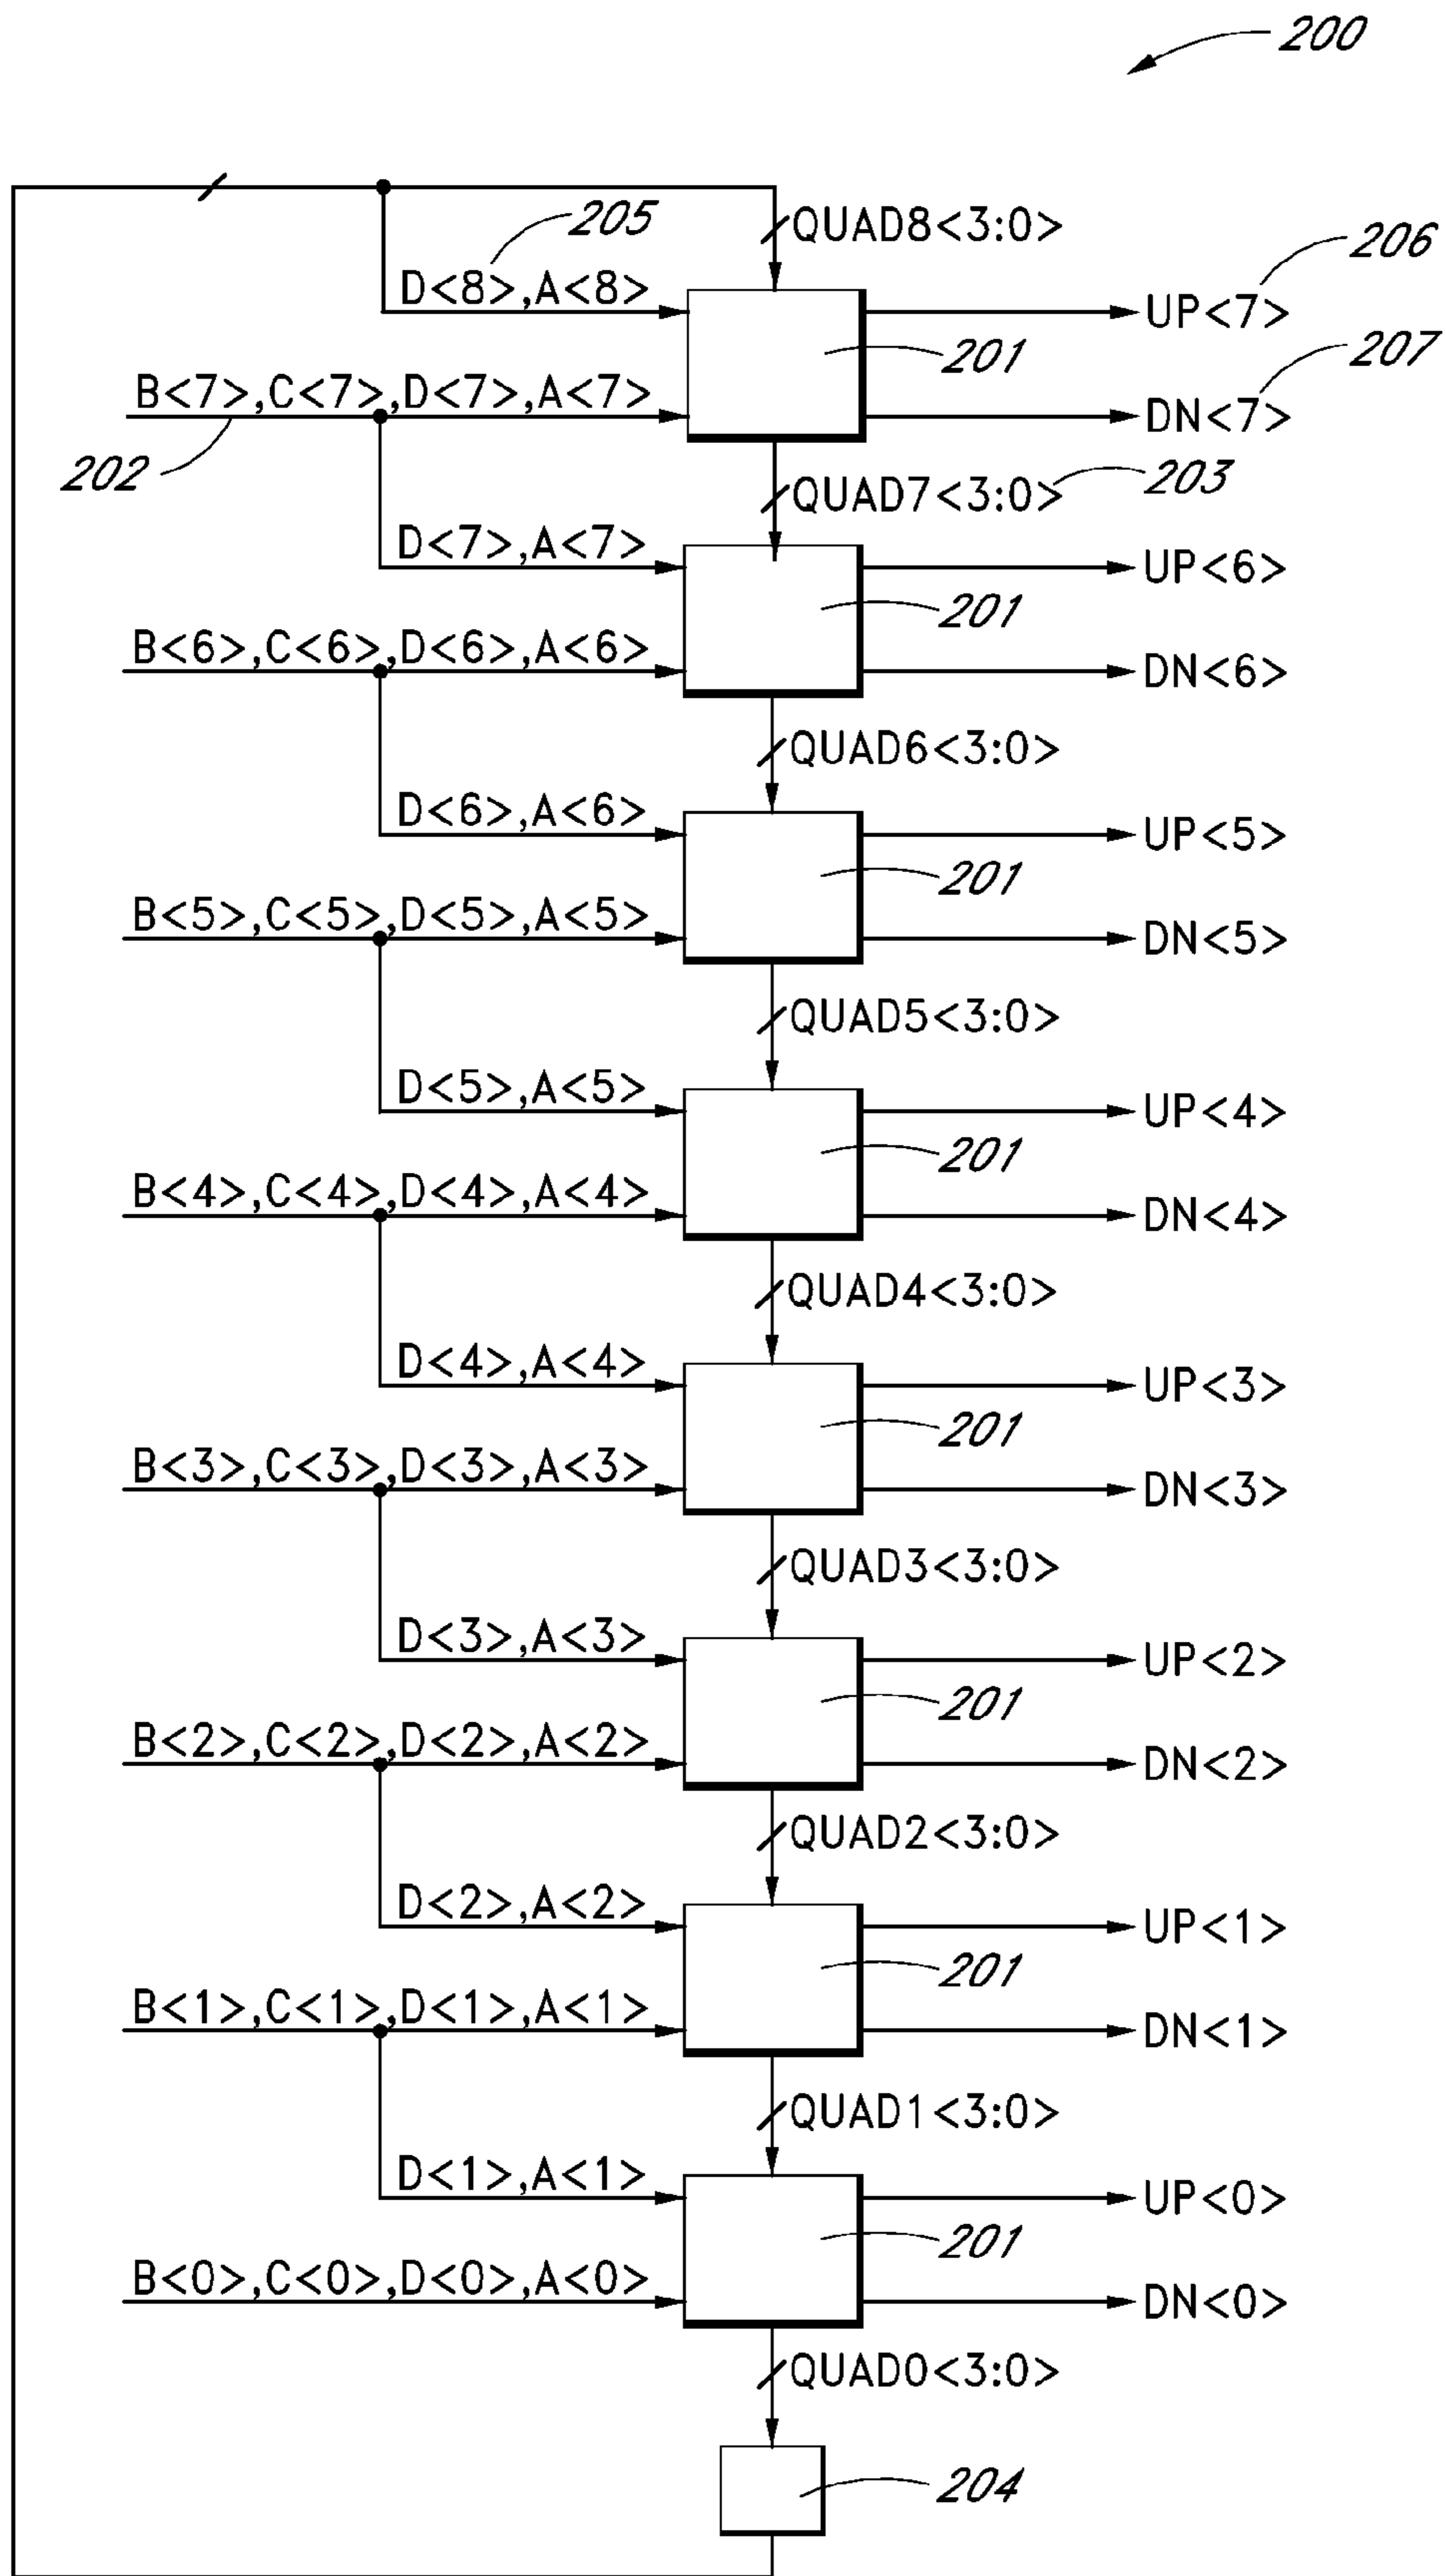 200
205
QUAD8<3:0>
206
D<8>,A<8>
UP<7>
201
207
B<7>,C<7>,D<7>,A<7>
DN<7>
202
QUAD7<3:0>
203
D<7>,A<7>
UP<6>
201
B<6>,C<6>,D<6>,A<6>
DN<6>
QUAD6<3:0>
D<6>,A<6>
UP<5>
201
B<5>,C<5>,D<5>,A<5>
DN<5>
QUAD5<3:0>
D<5>,A<5>
UP<4>
201
B<4>,C<4>,D<4>,A<4>
DN<4>
QUAD4<3:0>
D<4>,A<4>
UP<3>
201
B<3>,C<3>,D<3>,A<3>
DN<3>
QUAD3<3:0>
D<3>,A<3>
UP<2>
201
B<2>,C<2>,D<2>,A<2>
DN<2>
QUAD2<3:0>
D<2>,A<2>
UP<1>
201
B<1>,C<1>,D<1>,A<1>
DN<1>
QUAD1<3:0>
D<1>,A<1>
UP<0>
201
B<0>,C<0>,D<0>,A<0>
DN<0>
QUAD0<3:0>
204